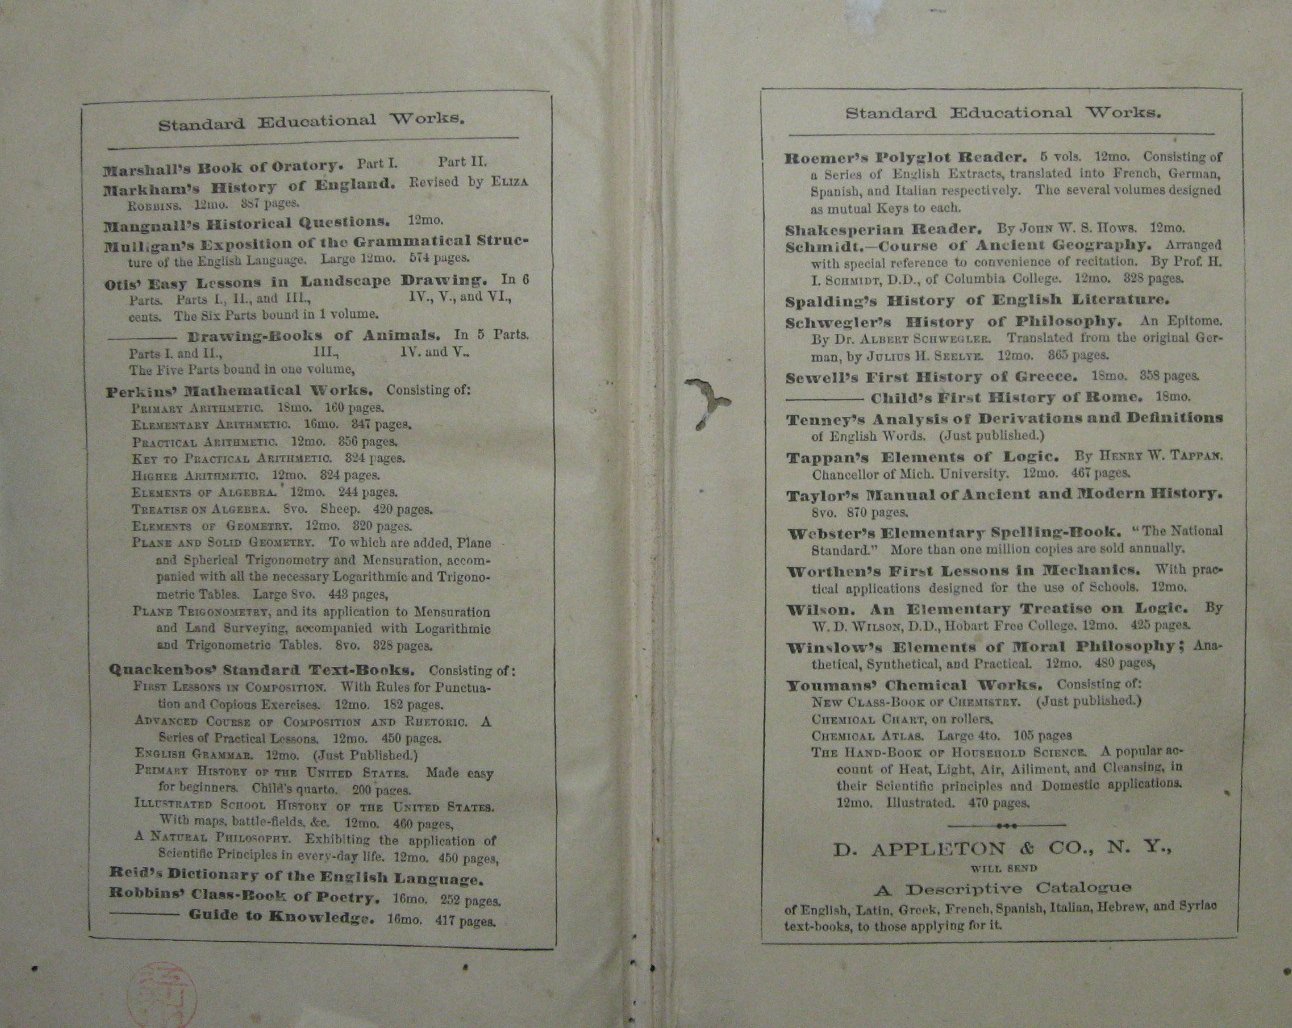 Standard Educational Works.
Marshall's Book of Oratory. Part I. Part II.
Markham's History of England. Revised by ELIZA
ROBBINS. 12mo. 387 pages.
Mangnall's Historical Questions. 12mo.
Mulligan's Exposition of the Grammatical Struc-
ture of the English Language. Large 12mo. 574 pages.
Otis' Easy Lessons in Landscape Drawing. In 6
Parts. Parts I., II., and III., IV., V., and VI.,
cents. The Six Parts bound in 1 volume.
——— Drawing-Books of Animals. In 5 Parts.
Parts I. and II., III., IV. and V..
The Five Parts bound in one volume,
Perkins' Mathematical Works. Consisting of:
PRIMARY ARITHMETIC. 18mo. 160 pages.
ELEMENTARY ARITHMETIC. 16mo. 347 pages.
PRACTICAL ARITHMETIC. 12mo. 356 pages.
KEY TO PRACTICAL ARITHMETIC. 324 pages.
HIGHER ARITHMETIC. 12mo. 324 pages.
ELEMENTS OF ALGEBRA. 12mo. 244 pages.
TREATISE ON ALGEBRA. 8vo. Sheep. 420 pages.
ELEMENTS OF GEOMETRY. 12mo. 320 pages.
PLANE AND SOLID GEOMETRY. To which are added, Plane
and Spherical Trigonometry and Mensuration, accom-
panied with all the necessary Logarithmic and Trigono-
metric Tables. Large 8vo. 443 pages,
PLANE TRIGONOMETRY, and its application to Mensuration
and Land Surveying, accompanied with Logarithmic
and Trigonometric Tables. 8vo. 328 pages.
Quackenbos' Standard Text-Books. Consisting of:
FIRST LESSONS IN COMPOSITION. With Rules for Punctua-
tion and Copious Exercises. 12mo. 182 pages.
ADVANCED COURSE OF COMPOSITION AND RHETORIC. A
Series of Practical Lessons. 12mo. 450 pages.
ENGLISH GRAMMAR. 12mo. (Just Published.)
PRIMARY HISTORY OF THE UNITED STATES. Made easy
for beginners. Child's quarto. 200 pages.
ILLUSTRATED SCHOOL HISTORY OF THE UNITED STATES.
With maps, battle-fields, &c. 12mo. 460 pages,
A NATURAL PHILOSOPHY. Exhibiting the application of
Scientific Principles in every-day life. 12mo. 450 pages,
Reid's Dictionary of the English Language.
Robbins' Class-Book of Poetry. 16mo. 252 pages.
——— Guide to Knowledge. 16mo. 417 pages.
Standard Educational Works.
Roemer's Polyglot Reader. 5 vols. 12mo. Consisting of
a Series of English Extracts, translated into French, German,
Spanish, and Italian respectively. The several volumes designed
as mutual Keys to each.
Shakesperian Reader. By JOHN W. S. HOWS. 12mo.
Schmidt.—Course of Ancient Geography. Arranged
with special reference to convenience of recitation. By Prof. H.
I. SCHMIDT, D.D., of Columbia College. 12mo. 328 pages.
Spalding's History of English Literature.
Schwegler's History of Philosophy. An Epitome.
By Dr. ALBERT SCHWEGLER. Translated from the original Ger-
man, by JULIUS H. SEELYE. 12mo. 365 pages.
Sewell's First History of Greece. 18mo. 358 pages.
——— Child's First History of Rome. 18mo.
Tenney's Analysis of Derivations and Definitions
of English Words. (Just published.)
Tappan's Elements of Logic. By HENRY W. TAPPAN.
Chancellor of Mich. University. 12mo. 467 pages.
Taylor's Manual of Ancient and Modern History.
8vo. 870 pages.
Webster's Elementary Spelling-Book. "The National
Standard." More than one million copies are sold annually.
Worthen's First Lessons in Mechanics. With prac-
tical applications designed for the use of Schools. 12mo.
Wilson. An Elementary Treatise on Logic. By
W. D. WILSON, D.D., Hobart Free College. 12mo. 425 pages.
Winslow's Elements of Moral Philosophy; Ana-
thetical, Synthetical, and Practical. 12mo. 480 pages,
Youmans' Chemical Works. Consisting of:
NEW CLASS-BOOK OF CHEMISTRY. (Just published.)
CHEMICAL CHART, on rollers.
CHEMICAL ATLAS. Large 4to. 105 pages
THE HAND-BOOK OF HOUSEHOLD SCIENCE. A popular ac-
count of Heat, Light, Air, Ailiment, and Cleansing, in
their Scientific principles and Domestic applications.
12mo. Illustrated. 470 pages.
D. APPLETON & CO., N. Y.,
WILL SEND
A Descriptive Catalogue
of English, Latin, Greek, French, Spanish, Italian, Hebrew, and Syriac
text-books, to those applying for it.